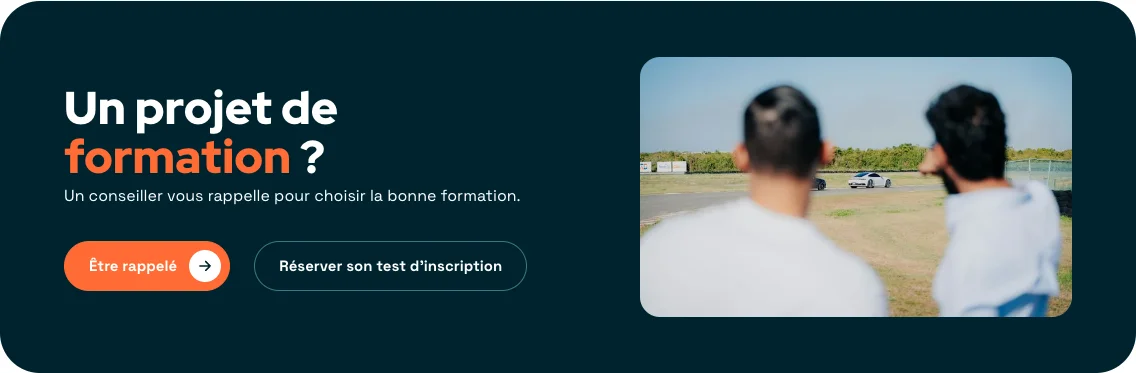 Un projet de
formation ?
Un conseiller vous rappelle pour choisir la bonne formation.
Être rappelé
Réserver son test d'inscription